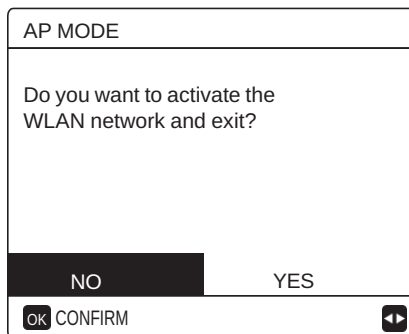 AP MODE
Do you want to activate the
WLAN network and exit?
NO YES
OK CONFIRM